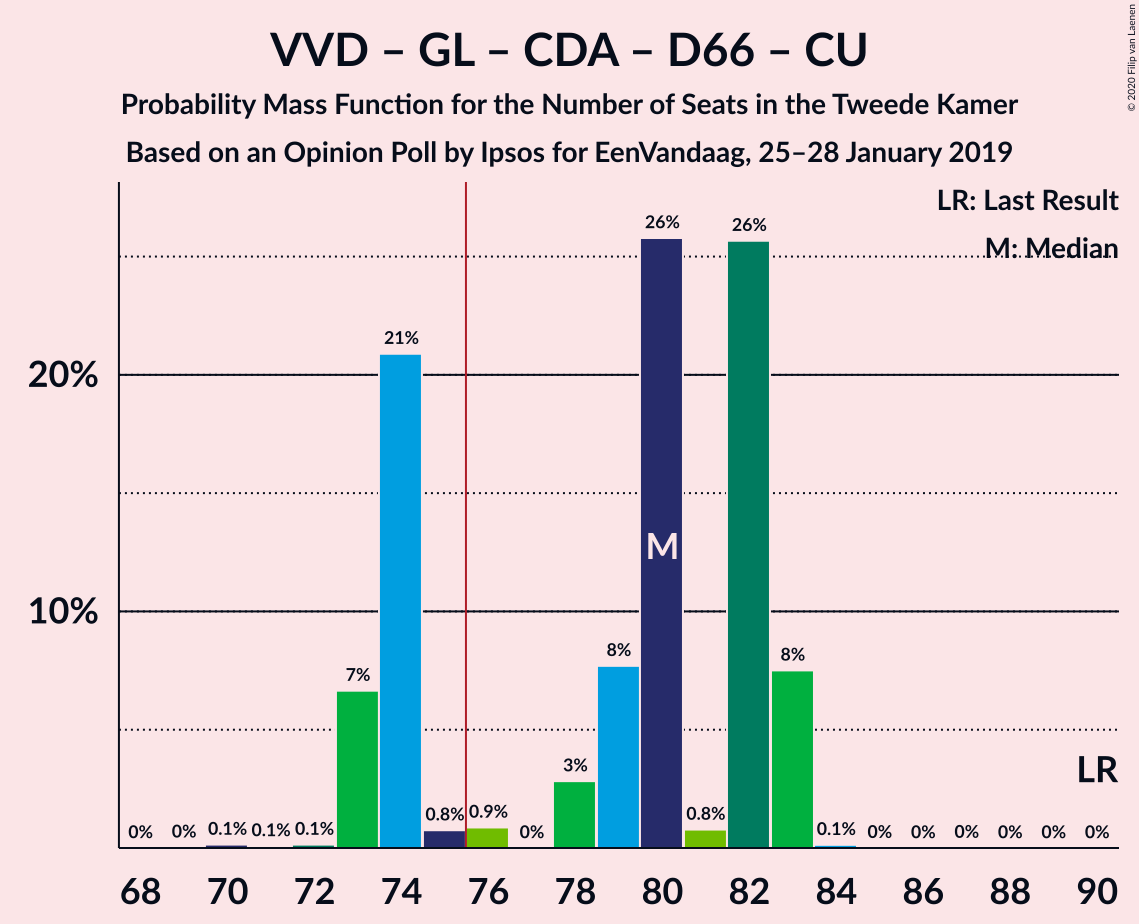 VVD – GL – CDA – D66 – CU
Probability Mass Function for the Number of Seats in the Tweede Kamer
Based on an Opinion Poll by Ipsos for EenVandaag, 25–28 January 2019
© 2020 Filip van Laenen
LR: Last Result
M: Median
20%
10%
0% 0% 0.1% 0.1% 0.1% 7% 21% 0.8% 0.9% 0% 3% 8% 26% 0.8% 26% 8% 0.1% 0% 0% 0% 0% 0% 0%
M
LR
68 70 72 74 76 78 80 82 84 86 88 90